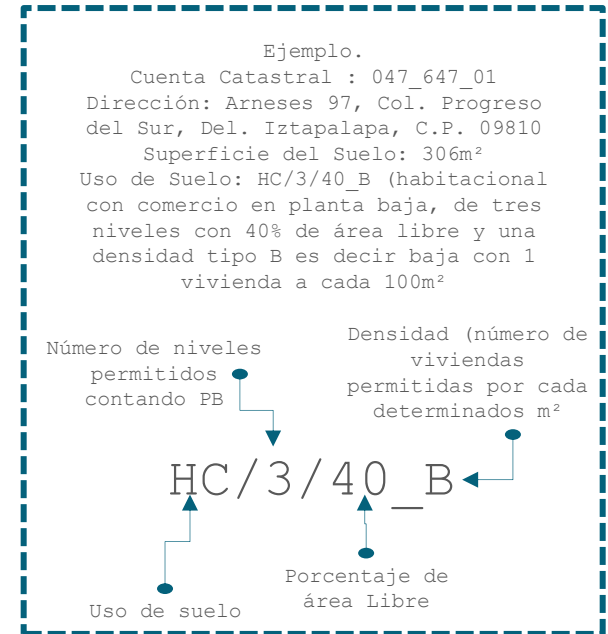 Ejemplo.
Cuenta Catastral : 047_647_01
Dirección: Arneses 97, Col. Progreso
del Sur, Del. Iztapalapa, C.P. 09810
Superficie del Suelo: 306m²
Uso de Suelo: HC/3/40_B (habitacional
con comercio en planta baja, de tres
niveles con 40% de área libre y una
densidad tipo B es decir baja con 1
vivienda a cada 100m²
Número de niveles
permitidos
contando PB
Densidad (número de
viviendas
permitidas por cada
determinados m²
HC/3/40_B
Uso de suelo
Porcentaje de
área Libre